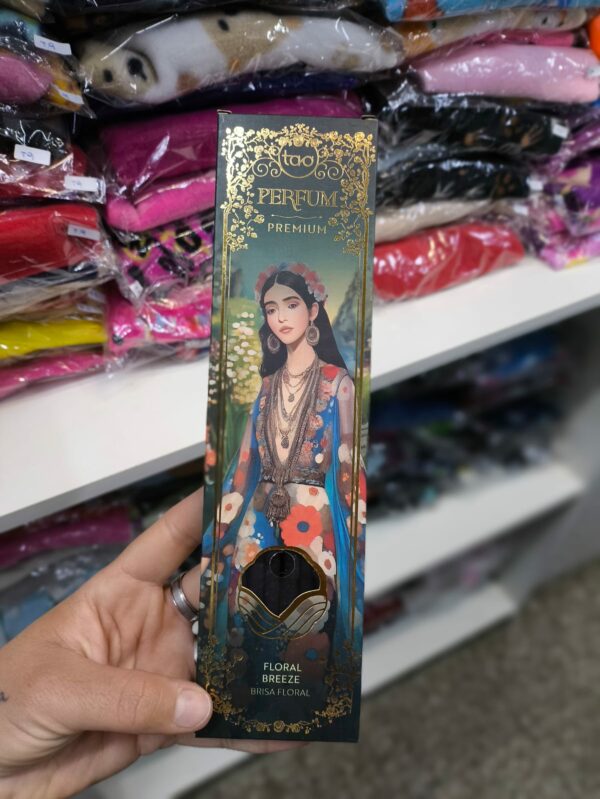 tao
PERFUM
PREMIUM
FLORAL
BREEZE
BRISA FLORAL